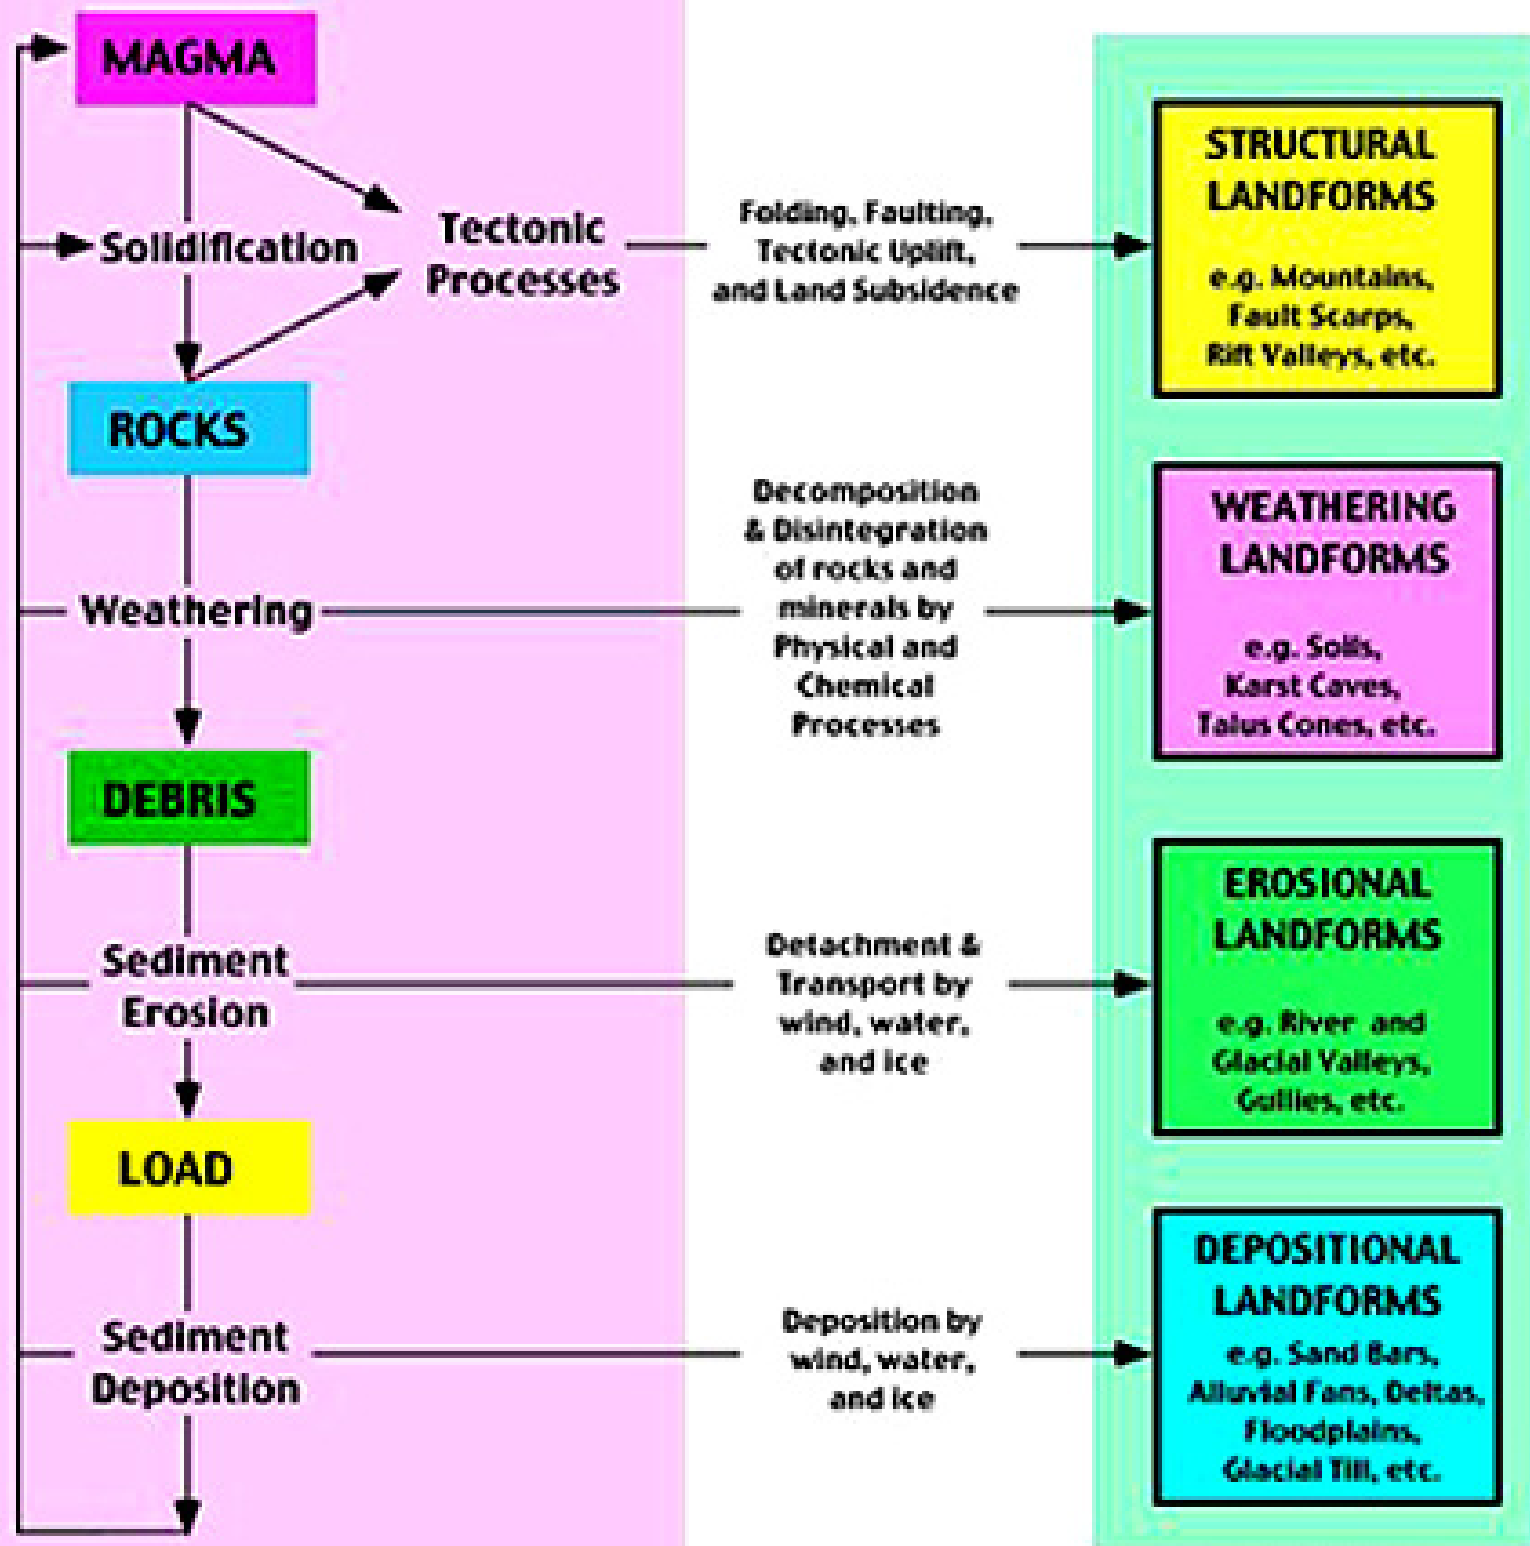 MAGMA
Solidification
Tectonic
Processes
Folding, Faulting,
Tectonic Uplift,
and Land Subsidence
STRUCTURAL
LANDFORMS
e.g. Mountains,
Fault Scarps,
Rift Valleys, etc.
ROCKS
Weathering
Decomposition
& Disintegration
of rocks and
minerals by
Physical and
Chemical
Processes
WEATHERING
LANDFORMS
e.g. Soils,
Karst Caves,
Talus Cones, etc.
DEBRIS
Sediment
Erosion
Detachment &
Transport by
wind, water,
and ice
EROSIONAL
LANDFORMS
e.g. River and
Glacial Valleys,
Gullies, etc.
LOAD
Sediment
Deposition
Deposition by
wind, water,
and ice
DEPOSITIONAL
LANDFORMS
e.g. Sand Bars,
Alluvial Fans, Deltas,
Floodplains,
Glacial Till, etc.